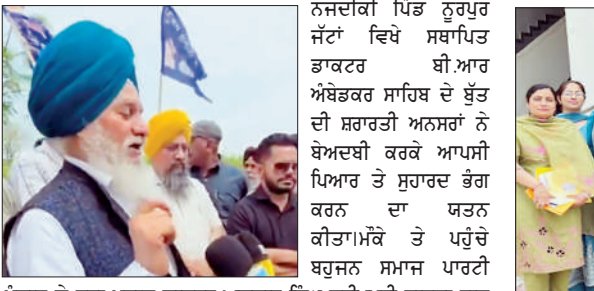 ਨਜਦੀਕੀ ਪਿੰਡ ਨੂਰਪੁਰ
ਜੱਟਾਂ ਵਿਖੇ ਸਥਾਪਿਤ
ਡਾਕਟਰ ਬੀ.ਆਰ
ਅੰਬੇਡਕਰ ਸਾਹਿਬ ਦੇ ਬੁੱਤ
ਦੀ ਸ਼ਰਾਰਤੀ ਅਨਸਰਾਂ ਨੇ
ਬੇਅਦਬੀ ਕਰਕੇ ਆਪਸੀ
ਪਿਆਰ ਤੇ ਸੁਹਾਰਦ ਭੰਗ
ਕਰਨ ਦਾ ਯਤਨ
ਕੀਤਾ।ਮੌਕੇ ਤੇ ਪਹੁੰਚੇ
ਬਹੁਜਨ ਸਮਾਜ ਪਾਰਟੀ